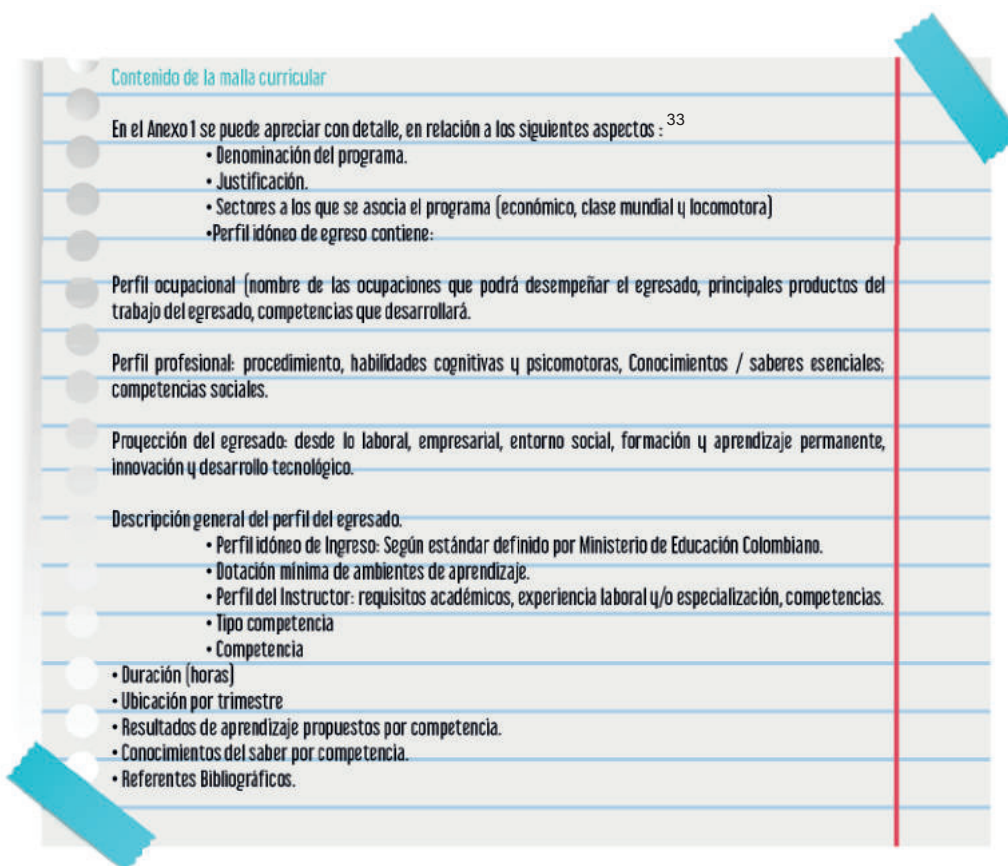 Contenido de la malla curricular
En el Anexo 1 se puede apreciar con detalle, en relación a los siguientes aspectos : 33
• Denominación del programa.
• Justificación.
• Sectores a los que se asocia el programa (económico, clase mundial y locomotora)
•Perfil idóneo de egreso contiene:
Perfil ocupacional (nombre de las ocupaciones que podrá desempeñar el egresado, principales productos del
trabajo del egresado, competencias que desarrollará.
Perfil profesional: procedimiento, habilidades cognitivas y psicomotoras, Conocimientos / saberes esenciales;
competencias sociales.
Proyección del egresado: desde lo laboral, empresarial, entorno social, formación y aprendizaje permanente,
innovación y desarrollo tecnológico.
Descripción general del perfil del egresado.
• Perfil idóneo de Ingreso: Según estándar definido por Ministerio de Educación Colombiano.
• Dotación mínima de ambientes de aprendizaje.
• Perfil del Instructor: requisitos académicos, experiencia laboral y/o especialización, competencias.
• Tipo competencia
• Competencia
• Duración (horas)
• Ubicación por trimestre
• Resultados de aprendizaje propuestos por competencia.
• Conocimientos del saber por competencia.
• Referentes Bibliográficos.